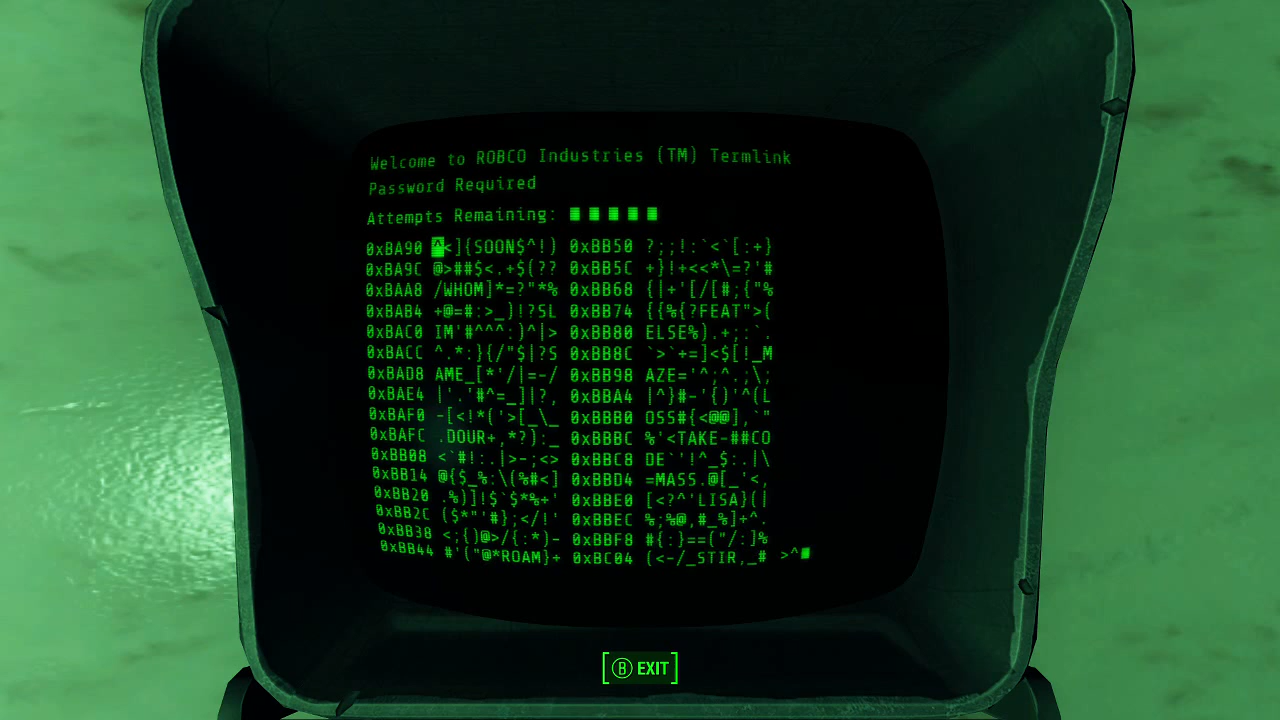 Welcome to ROBCO Industries (TM) Termlink
Password Required
Attempts Remaining:
0xBA90 ^<]{SOON$^!) 0xBB50 ?;;!:`<`[:+}
0xBA9C @>##$<.+$(?? 0xBB5C +}!+<<*\=?'#
0xBAA8 /WHOM]*=?"*% 0xBB68 {|+'[/[#;{"%
0xBAB4 +@=#:>_)!?SL 0xBB74 {{%{?FEAT">(
0xBAC0 IM'#^^^:)^|> 0xBB80 ELSE%).+;:`.
0xBACC ^.*:}{/"$|?S 0xBB8C `>`+=]<$[!_M
0xBAD8 AME_[*'/|=-/ 0xBB98 AZE='^;^.;\;
0xBAE4 |'.'#^=_]|?, 0xBBA4 |^}#-'{)'^(L
0xBAF0 -[<!*('>[_\_ 0xBBB0 OSS#{<@@],`"
0xBAFC .DOUR+,*?):_ 0xBBBC %'<TAKE-##CO
0xBB08 <`#!:.|>-;<> 0xBBC8 DE`'!^_$:.|\
0xBB14 @{$_%:\(%#<] 0xBBD4 =MASS.@[_'<,
0xBB20 .%)]!$`$*%+' 0xBBE0 [<?^'LISA}(|
0xBB2C ($*"'#};</!' 0xBBEC %;%@,#_%]+^.
0xBB38 <;{)@>/{:*)- 0xBBF8 #{:}=={"/:]%
0xBB44 #'("@*ROAM}+ 0xBC04 (<-/_STIR,_# >^
B EXIT